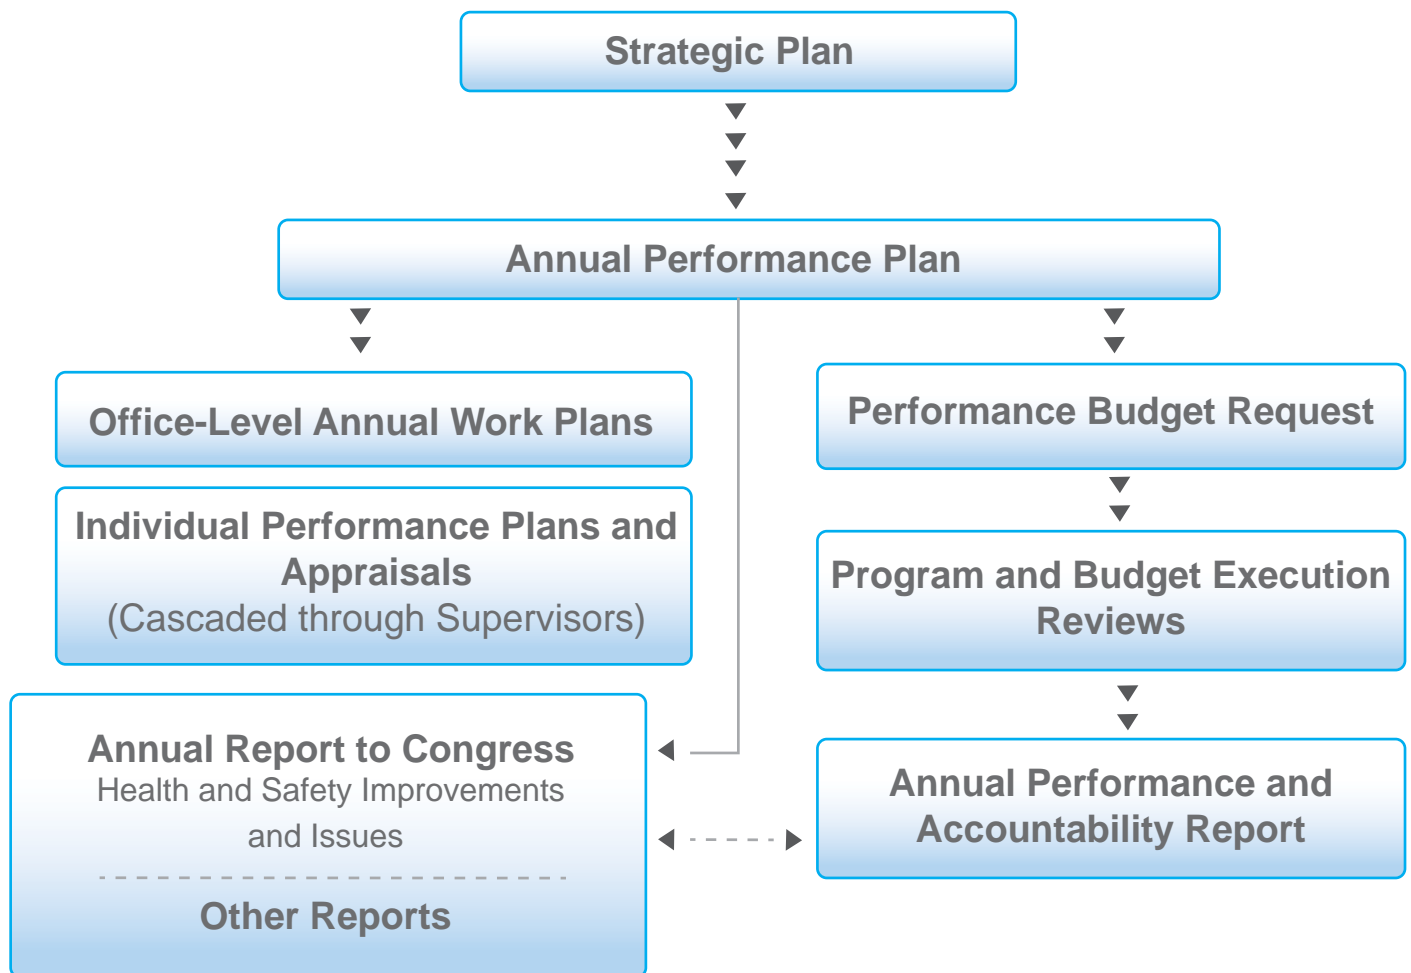 Strategic Plan
Annual Performance Plan
Office-Level Annual Work Plans
Individual Performance Plans and
Appraisals
(Cascaded through Supervisors)
Annual Report to Congress
Health and Safety Improvements
and Issues
Other Reports
Performance Budget Request
Program and Budget Execution
Reviews
Annual Performance and
Accountability Report